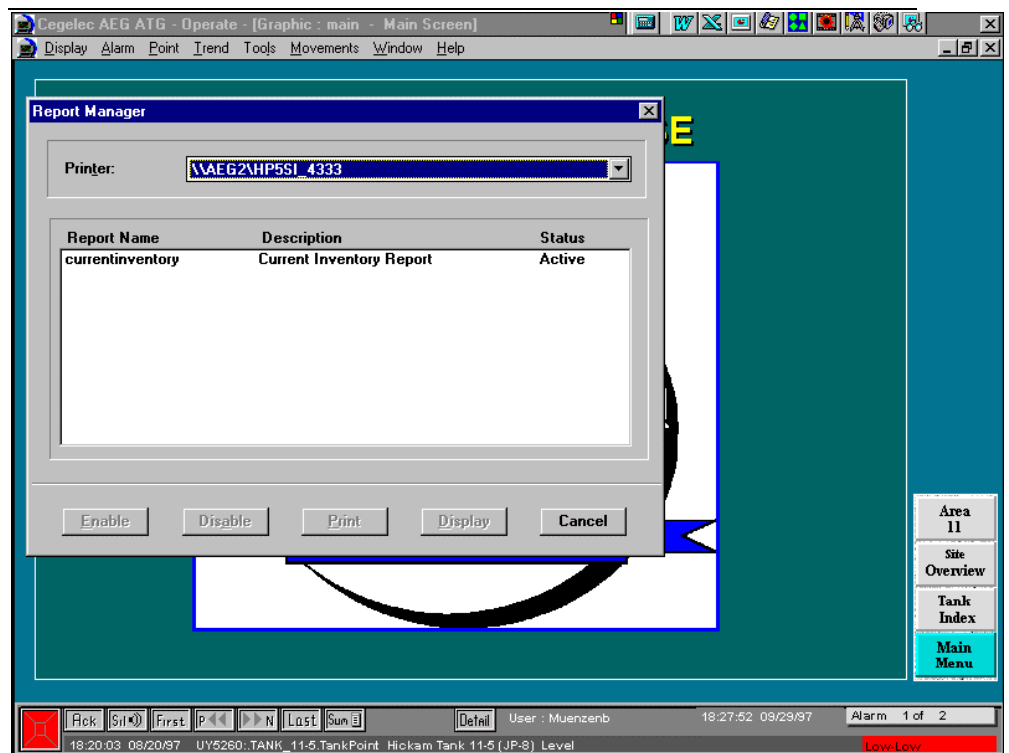 Cegelec AEG ATG - Operate - [Graphic : main - Main Screen]
Display Alarm Point Trend Tools Movements Window Help
Report Manager
SE
Printer: \\AEG2\HP5SI_4333
Report Name Description Status
currentinventory Current Inventory Report Active
Enable Disable Print Display Cancel
Area
11
Site
Overview
Tank
Index
Main
Menu
Ack Sil First P N Last Sum Detail User : Muenzenb 18:27:52 09/29/97 Alarm 1 of 2
18:20:03 08/20/97 UY5260:.TANK_11-5.TankPoint Hickam Tank 11-5 (JP-8) Level Low-Low